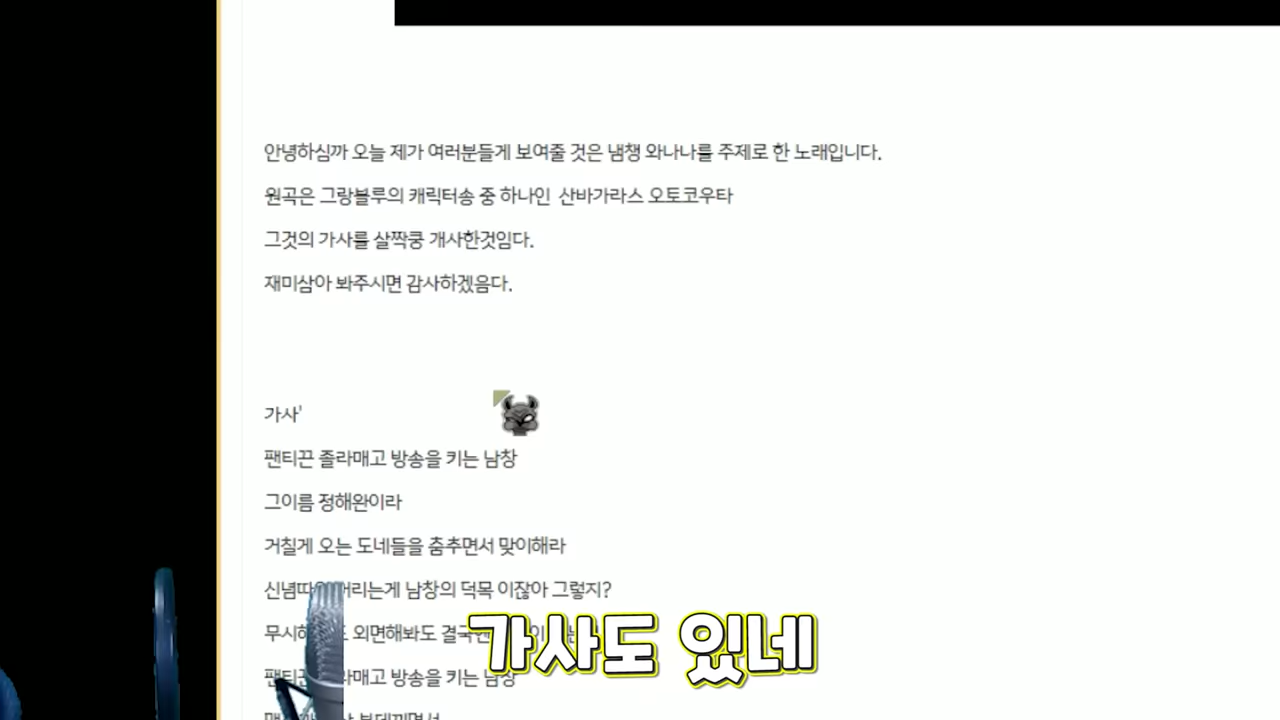 안녕하심까 오늘 제가 여러분들게 보여줄 것은 냄챙 와나나를 주제로 한 노래입니다.
원곡은 그랑블루의 캐릭터송 중 하나인 산바가라스 오토코우타
그것의 가사를 살짝쿵 개사한것임다.
재미삼아 봐주시면 감사하겠음다.
가사'
팬티끈 졸라매고 방송을 키는 남창
그이름 정해완이라
거칠게 오는 도네들을 춤추면서 맞이해라
남창의 덕목 이잖아 그렇지?
외면해봐도
졸라매고 방송을 키는 남창
가사도 있네